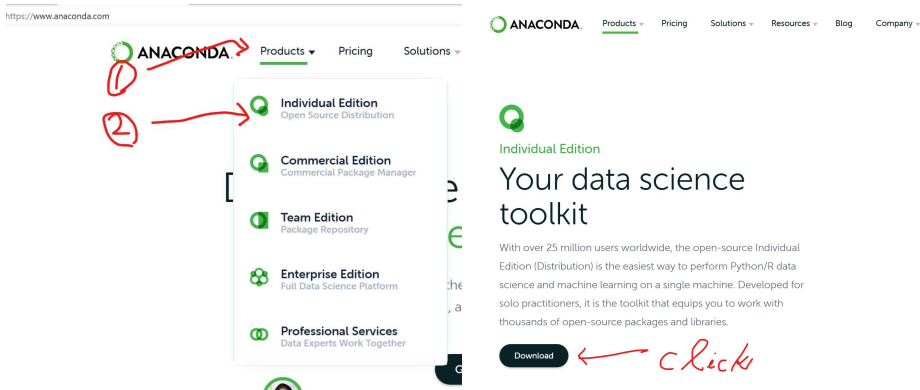 https://www.anaconda.com
ANACONDA.
Products
Pricing
Solutions
1
2
Individual Edition
Open Source Distribution
Commercial Edition
Commercial Package Manager
Team Edition
Package Repository
Enterprise Edition
Full Data Science Platform
Professional Services
Data Experts Work Together
ANACONDA.
Products
Pricing
Solutions
Resources
Blog
Company
Individual Edition
Your data science
toolkit
With over 25 million users worldwide, the open-source Individual
Edition (Distribution) is the easiest way to perform Python/R data
science and machine learning on a single machine. Developed for
solo practitioners, it is the toolkit that equips you to work with
thousands of open-source packages and libraries.
Download
click